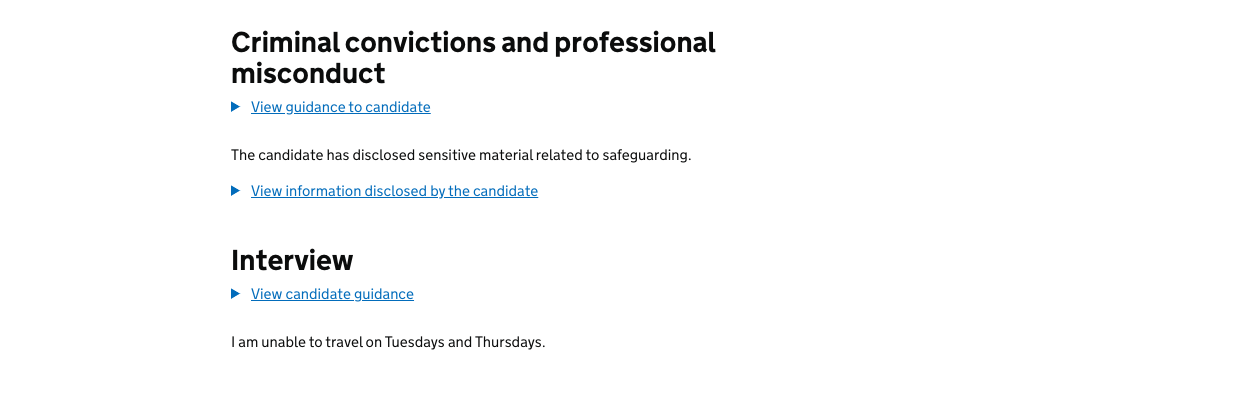 Criminal convictions and professional
misconduct
View guidance to candidate
The candidate has disclosed sensitive material related to safeguarding.
View information disclosed by the candidate
Interview
View candidate guidance
I am unable to travel on Tuesdays and Thursdays.